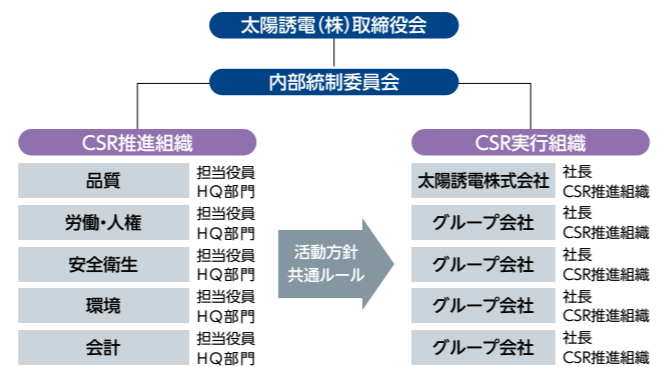 太陽誘電(株)取締役会
内部統制委員会
CSR推進組織
品質
担当役員
HQ部門
労働・人権
担当役員
HQ部門
安全衛生
担当役員
HQ部門
環境
担当役員
HQ部門
会計
担当役員
HQ部門
活動方針
共通ルール
CSR実行組織
太陽誘電株式会社
社長
CSR推進組織
グループ会社
社長
CSR推進組織
グループ会社
社長
CSR推進組織
グループ会社
社長
CSR推進組織
グループ会社
社長
CSR推進組織